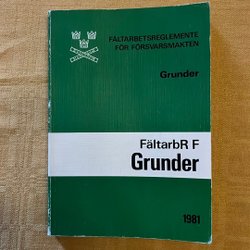 FÄLTARBETSREGLEMENTE
FÖR FÖRSVARSMAKTEN
Grunder
FältarbR F
Grunder
1981